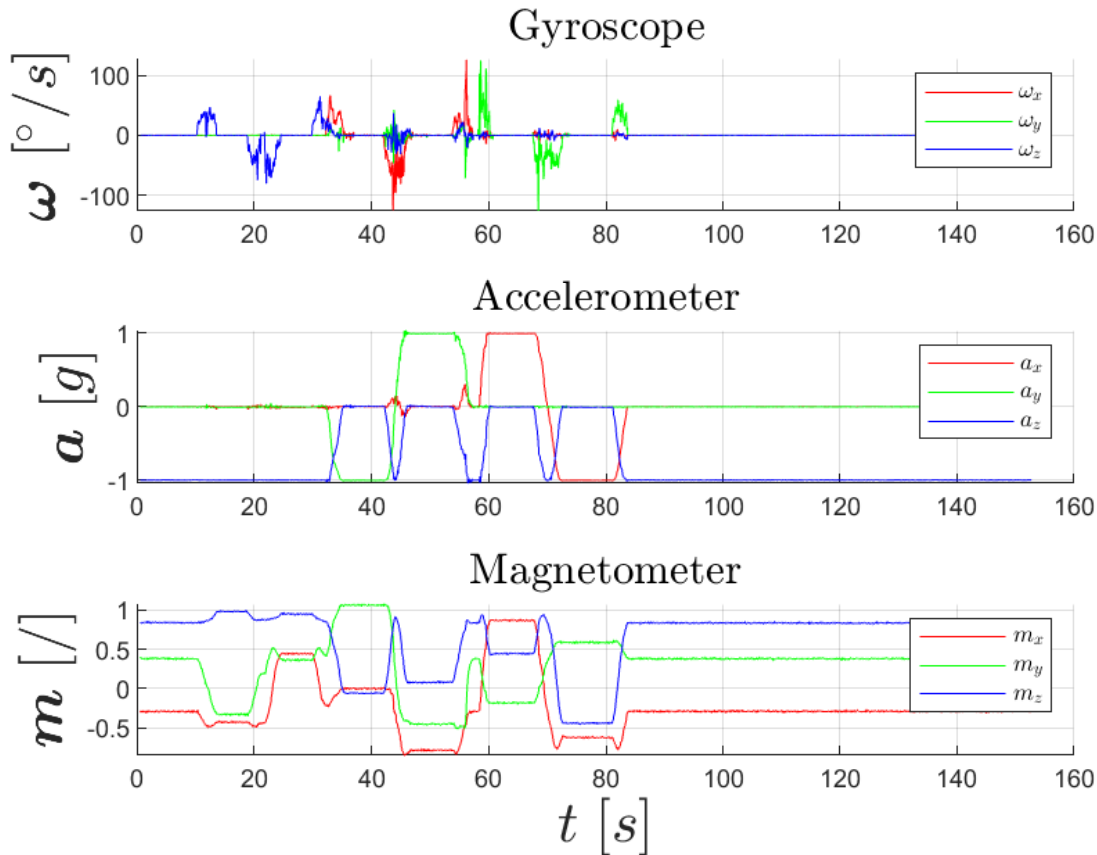 Gyroscope
ω [°/s]
100
0
-100
ωx
ωy
ωz
0 20 40 60 80 100 120 140 160
Accelerometer
a [g]
1
0
-1
ax
ay
az
0 20 40 60 80 100 120 140 160
Magnetometer
m [/]
1
0.5
0
-0.5
mx
my
mz
0 20 40 60 80 100 120 140 160
t [s]